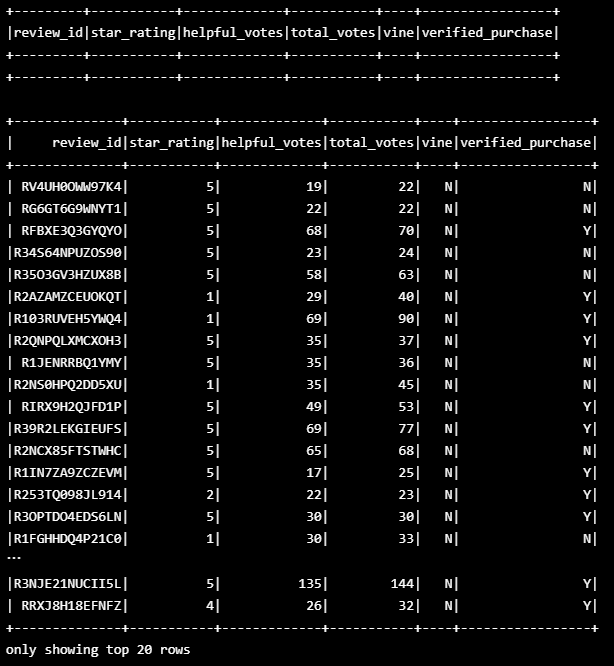 +---------+-----------+-------------+-----------+----+-----------------+
|review_id|star_rating|helpful_votes|total_votes|vine|verified_purchase|
+---------+-----------+-------------+-----------+----+-----------------+
+---------+-----------+-------------+-----------+----+-----------------+

+--------------+-----------+-------------+-----------+----+-----------------+
|     review_id|star_rating|helpful_votes|total_votes|vine|verified_purchase|
+--------------+-----------+-------------+-----------+----+-----------------+
| RV4UH0OWW97K4|          5|           19|         22|   N|                N|
| RG6GT6G9WNYT1|          5|           22|         22|   N|                N|
| RFBXE3Q3GYQYO|          5|           68|         70|   N|                Y|
|R34S64NPUZOS90|          5|           23|         24|   N|                N|
|R35O3GV3HZUX8B|          5|           58|         63|   N|                N|
|R2AZAMZCEUOKQT|          1|           29|         40|   N|                Y|
|R103RUVEH5YWQ4|          1|           69|         90|   N|                Y|
|R2QNPQLXMCXOH3|          5|           35|         37|   N|                Y|
| R1JENRRBQ1YMY|          5|           35|         36|   N|                N|
|R2NS0HPQ2DD5XU|          1|           35|         45|   N|                N|
| RIRX9H2QJFD1P|          5|           49|         53|   N|                Y|
|R39R2LEKGIEUFS|          5|           69|         77|   N|                Y|
|R2NCX85FTSTWHC|          5|           65|         68|   N|                N|
|R1IN7ZA9ZCZEVM|          5|           17|         25|   N|                Y|
|R253TQ098JL914|          2|           22|         23|   N|                Y|
|R3OPTDO4EDS6LN|          5|           30|         30|   N|                Y|
|R1FGHHDQ4P21C0|          1|           30|         33|   N|                N|
...
|R3NJE21NUCII5L|          5|          135|        144|   N|                Y|
| RRXJ8H18EFNFZ|          4|           26|         32|   N|                Y|
+--------------+-----------+-------------+-----------+----+-----------------+
only showing top 20 rows